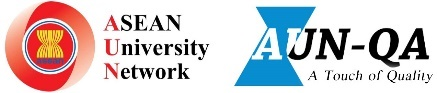 ASEAN
University
Network
AUN-QA
A Touch of Quality